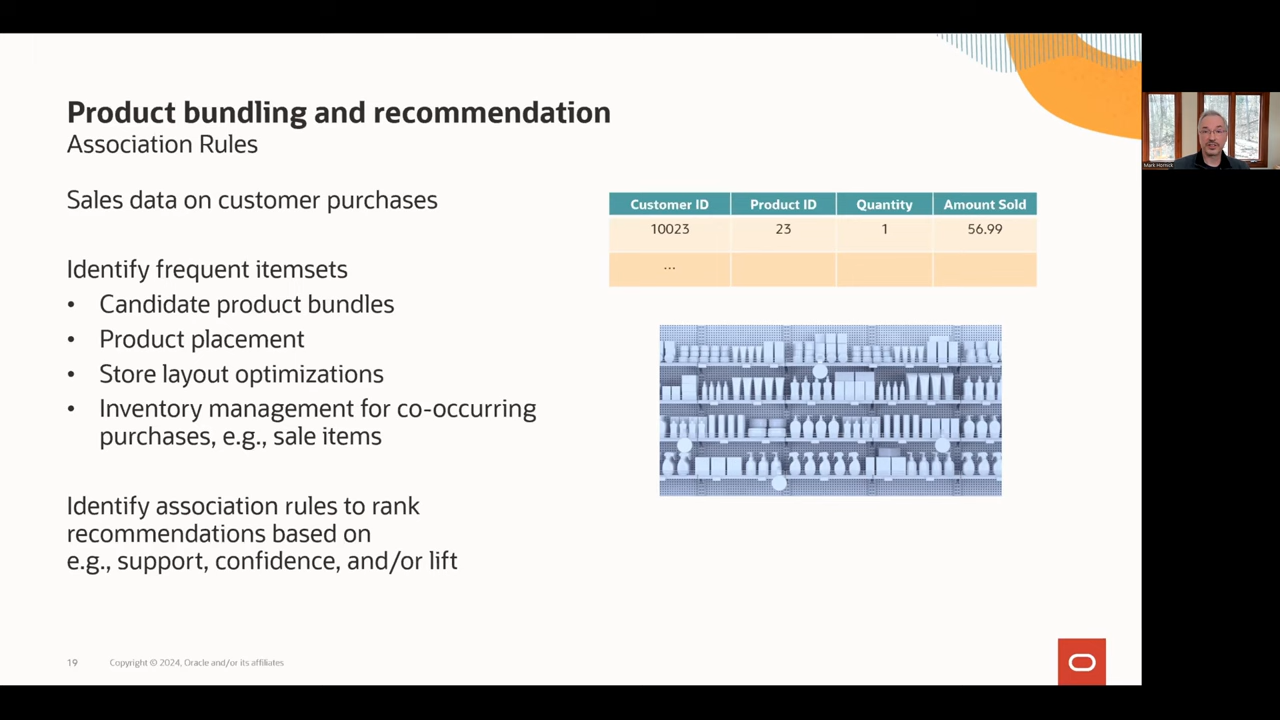 Product bundling and recommendation
Association Rules
Sales data on customer purchases
Identify frequent itemsets
• Candidate product bundles
• Product placement
• Store layout optimizations
• Inventory management for co-occurring
purchases, e.g., sale items
Identify association rules to rank
recommendations based on
e.g., support, confidence, and/or lift
Customer ID Product ID Quantity Amount Sold
10023 23 1 56.99
...
Mark Hornick
19 Copyright © 2024, Oracle and/or its affiliates